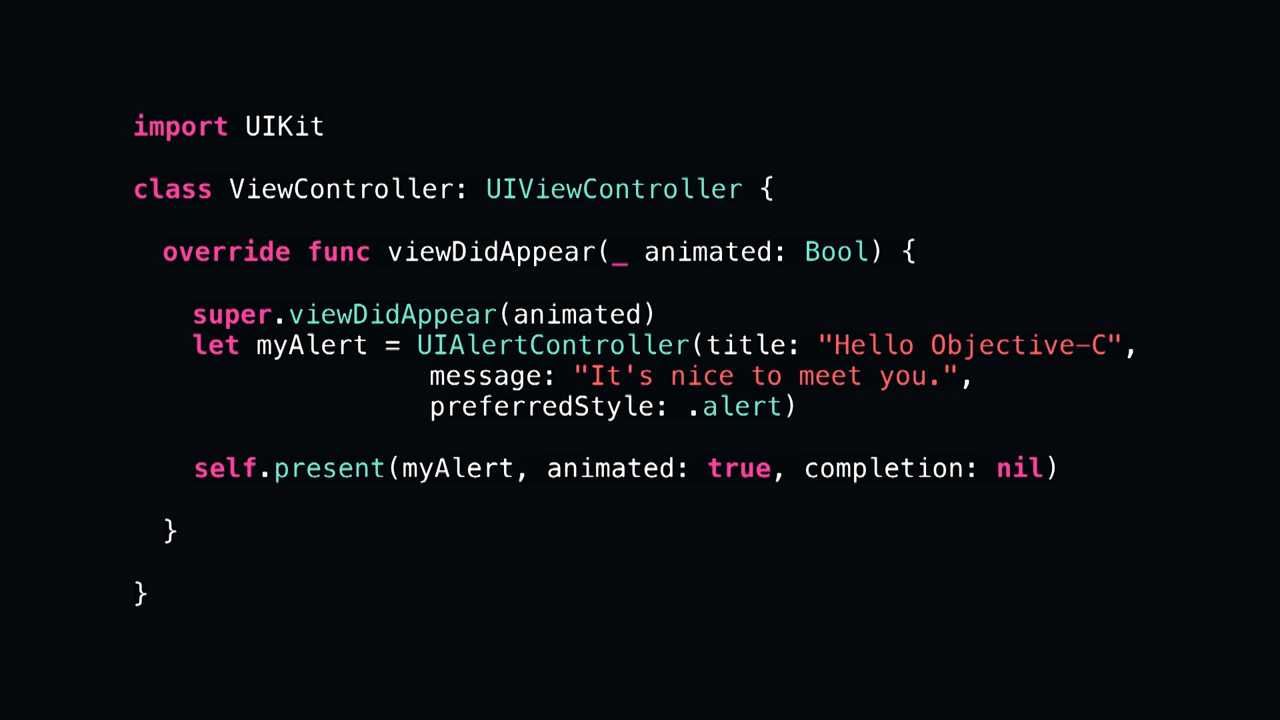 import UIKit
class ViewController: UIViewController {
override func viewDidAppear(_ animated: Bool) {
super.viewDidAppear(animated)
let myAlert = UIAlertController(title: "Hello Objective-C",
message: "It's nice to meet you.",
preferredStyle: .alert)
self.present(myAlert, animated: true, completion: nil)
}
}